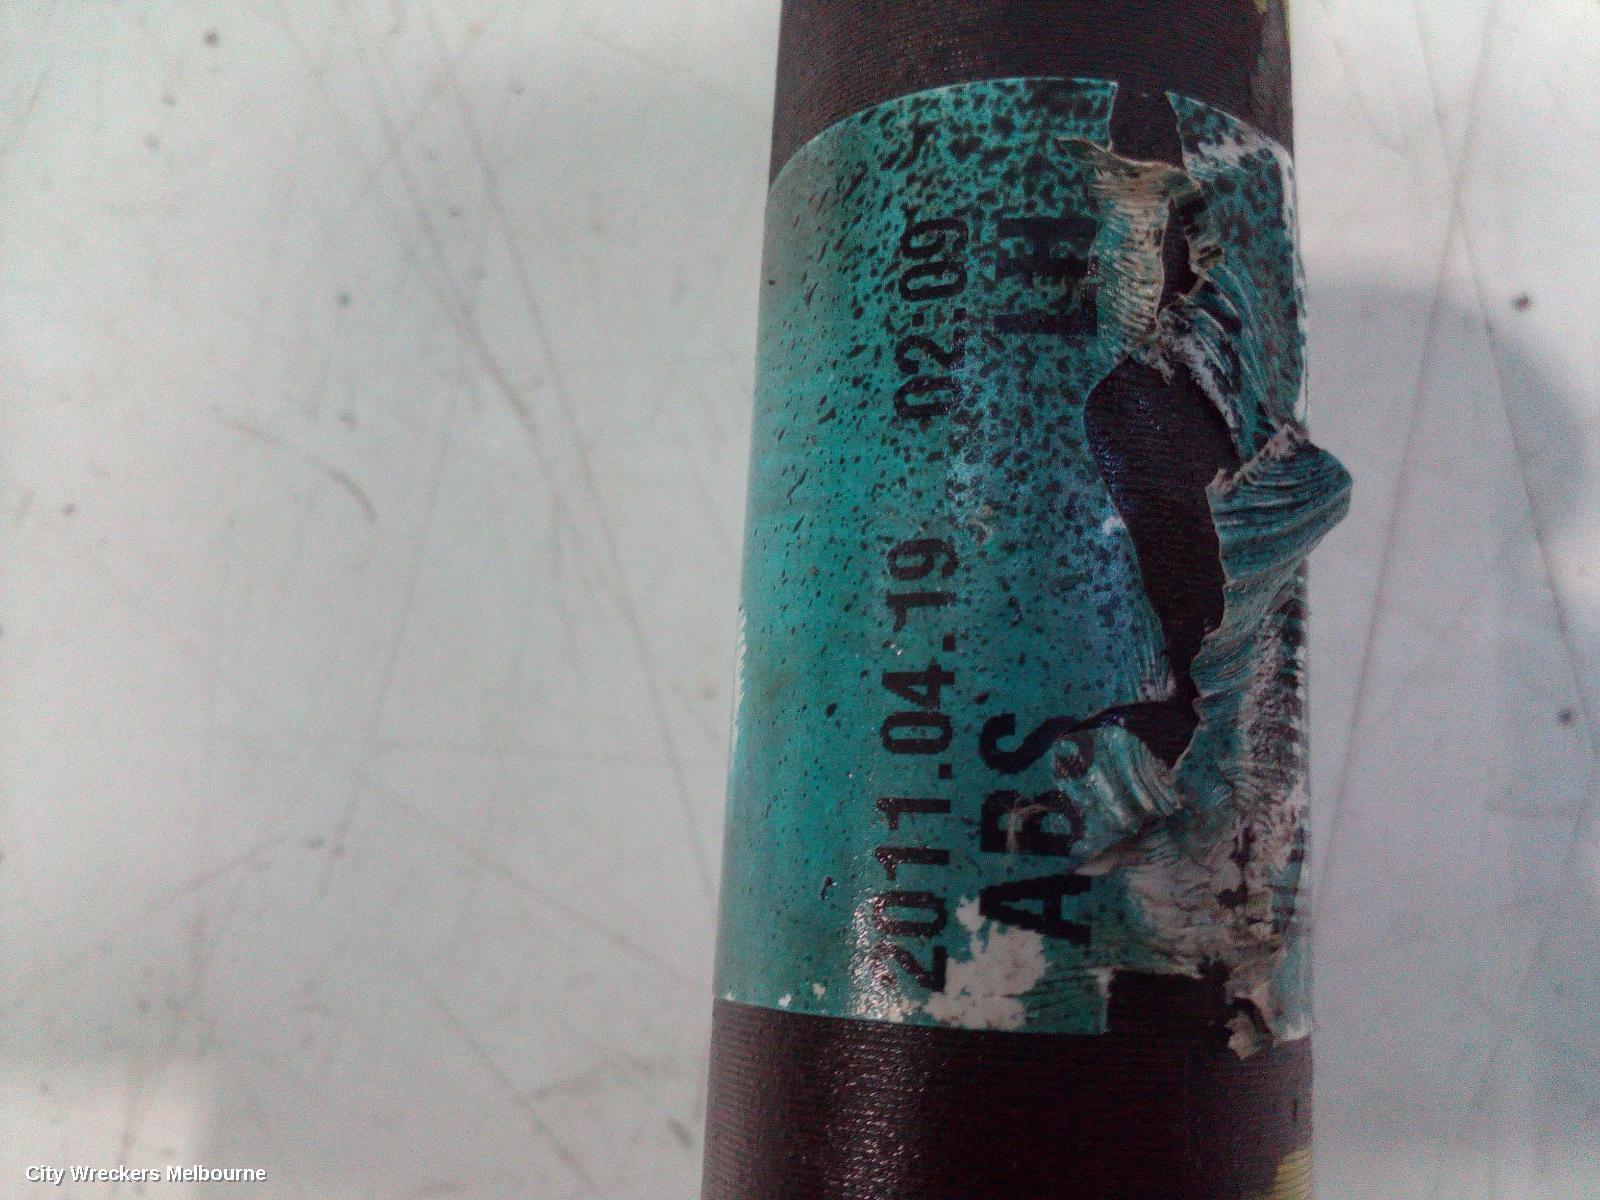 2011.04.19 02:09
ABS LH
City Wreckers Melbourne